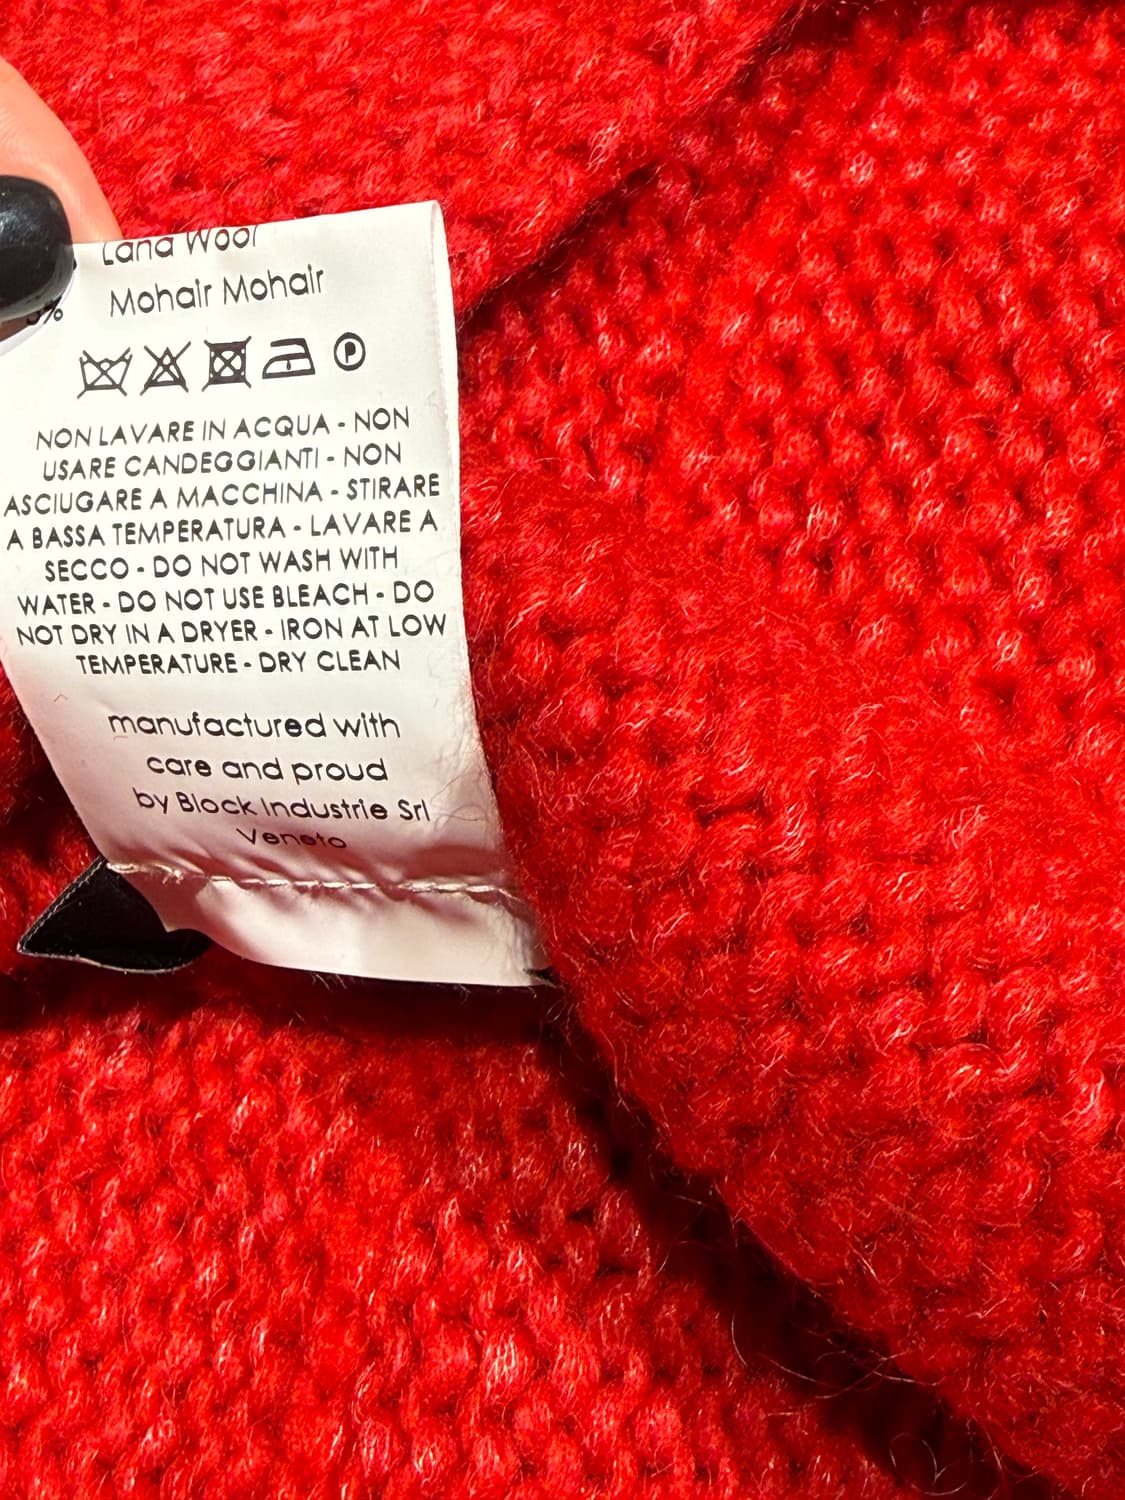 Lana Wool
Mohair Mohair
%
P
NON LAVARE IN ACQUA - NON
USARE CANDEGGIANTI - NON
ASCIUGARE A MACCHINA - STIRARE
A BASSA TEMPERATURA - LAVARE A
SECCO - DO NOT WASH WITH
WATER - DO NOT USE BLEACH - DO
NOT DRY IN A DRYER - IRON AT LOW
TEMPERATURE - DRY CLEAN
manufactured with
care and proud
by Block Industrie Srl
Veneto